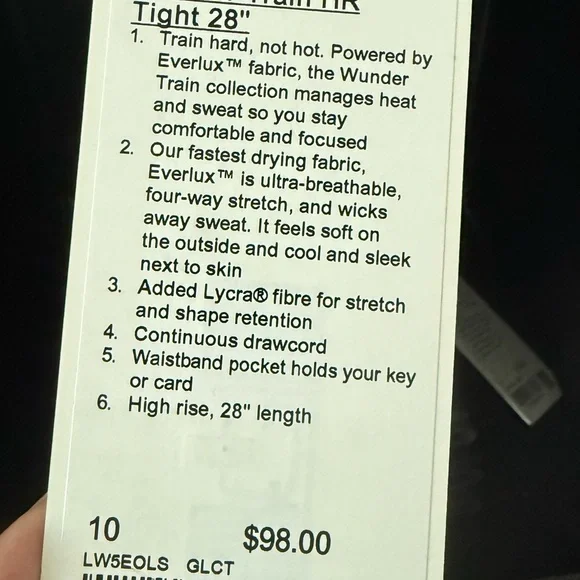 Train HR
Tight 28"
1. Train hard, not hot. Powered by
Everlux™ fabric, the Wunder
Train collection manages heat
and sweat so you stay
comfortable and focused
2. Our fastest drying fabric,
Everlux™ is ultra-breathable,
four-way stretch, and wicks
away sweat. It feels soft on
the outside and cool and sleek
next to skin
3. Added Lycra® fibre for stretch
and shape retention
4. Continuous drawcord
5. Waistband pocket holds your key
or card
6. High rise, 28" length
10 $98.00
LW5EOLS GLCT